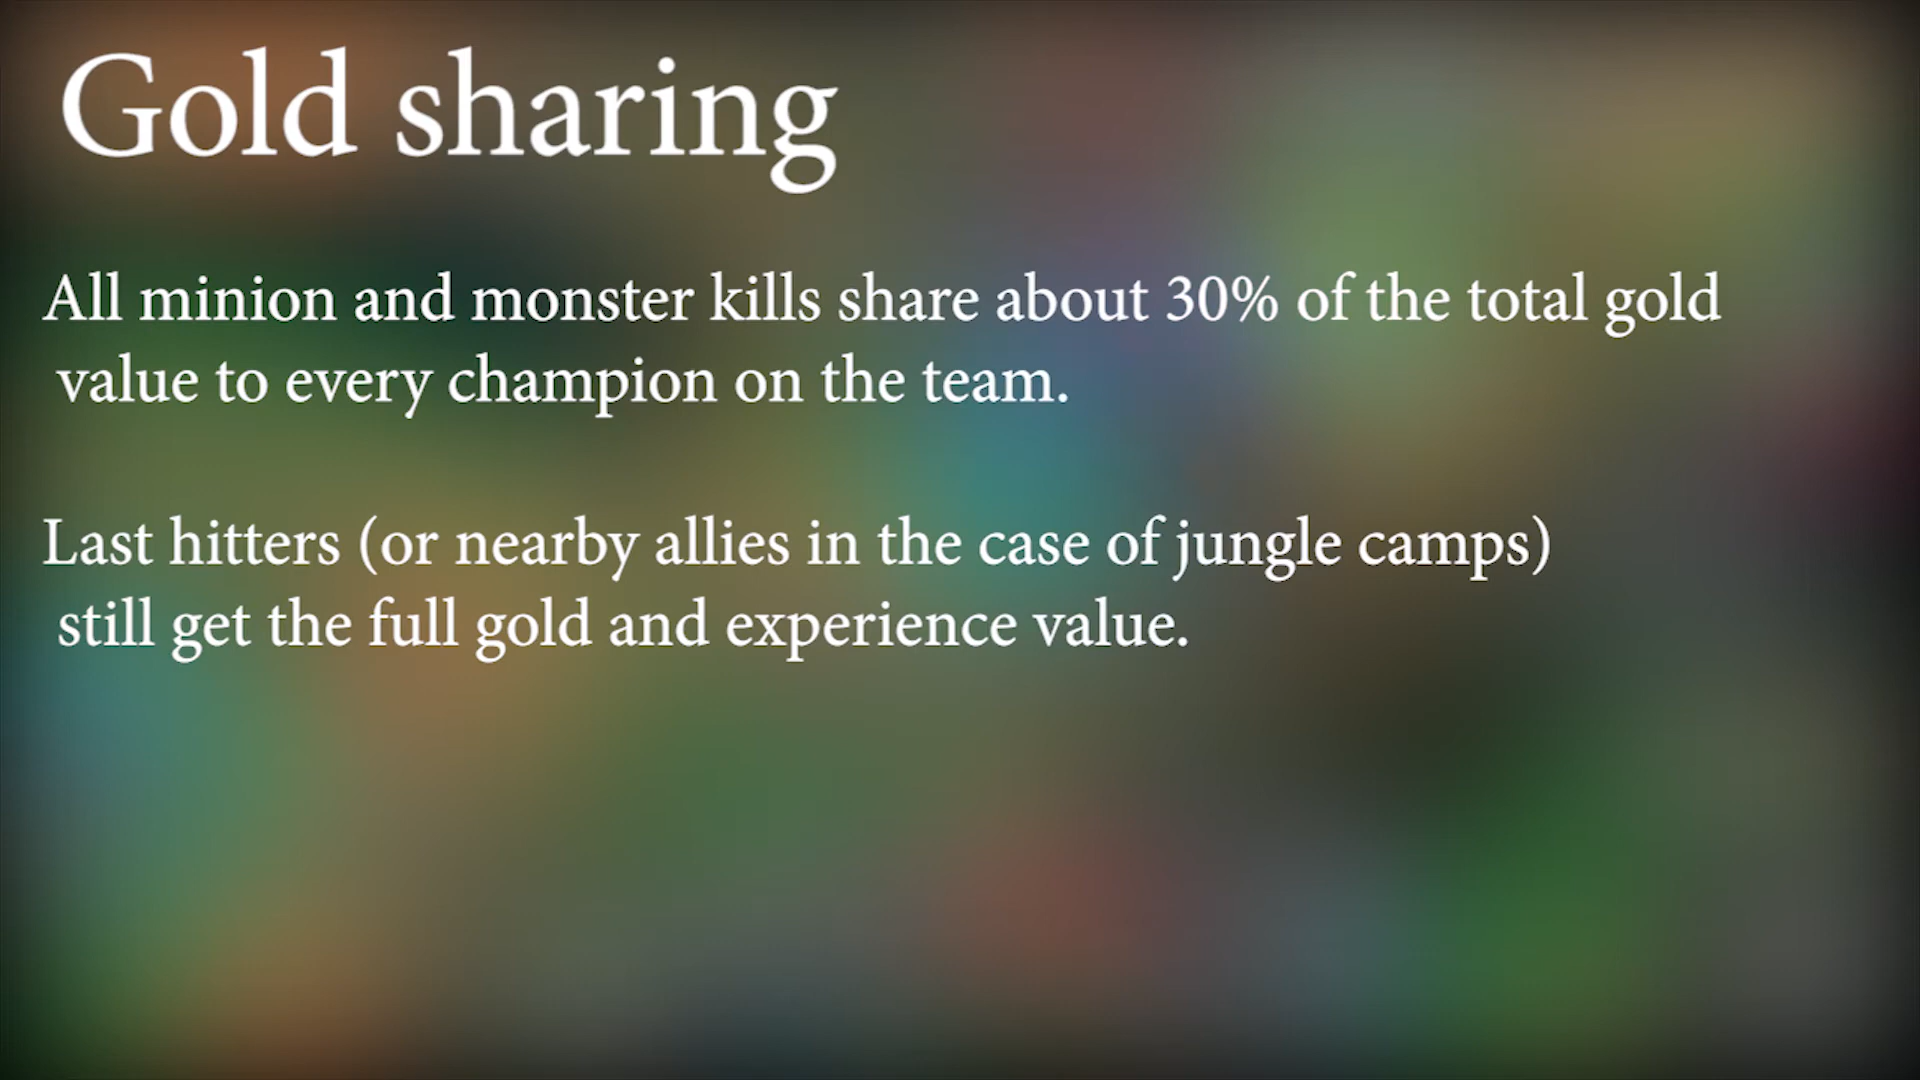 Gold sharing
All minion and monster kills share about 30% of the total gold
value to every champion on the team.
Last hitters (or nearby allies in the case of jungle camps)
still get the full gold and experience value.